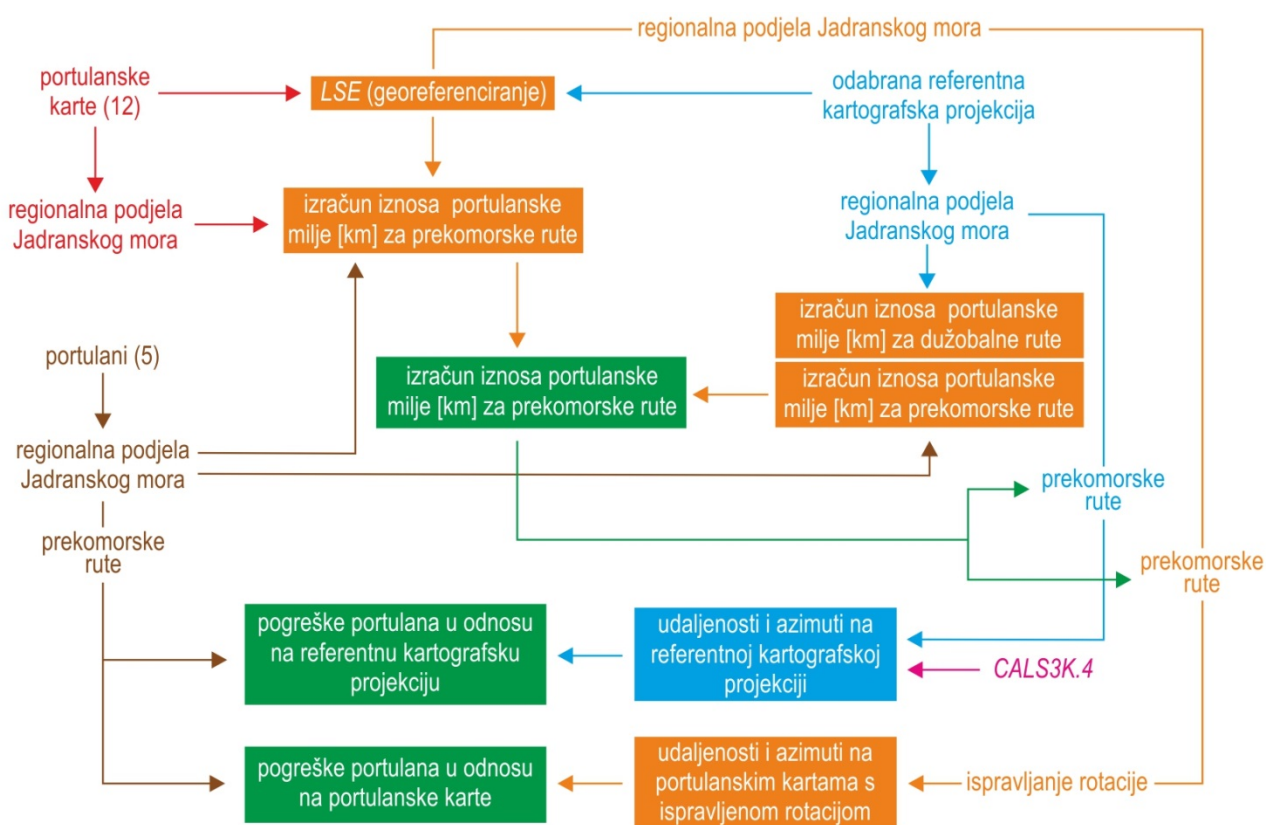 regionalna podjela Jadranskog mora
portulanske
karte (12)
LSE (georeferenciranje)
odabrana referentna
kartografska projekcija
regionalna podjela
Jadranskog mora
izračun iznosa portulanske
milje [km] za prekomorske rute
regionalna podjela
Jadranskog mora
izračun iznosa portulanske
milje [km] za dužobalne rute
portulani (5)
izračun iznosa portulanske
milje [km] za prekomorske rute
izračun iznosa portulanske
milje [km] za prekomorske rute
regionalna podjela
Jadranskog mora
prekomorske
rute
prekomorske
rute
prekomorske
rute
pogreške portulana u odnosu
na referentnu kartografsku
projekciju
udaljenosti i azimuti na
referentnoj kartografskoj
projekciji
CALS3K.4
pogreške portulana u odnosu
na portulanske karte
udaljenosti i azimuti na
portulanskim kartama s
ispravljenom rotacijom
ispravljanje rotacije